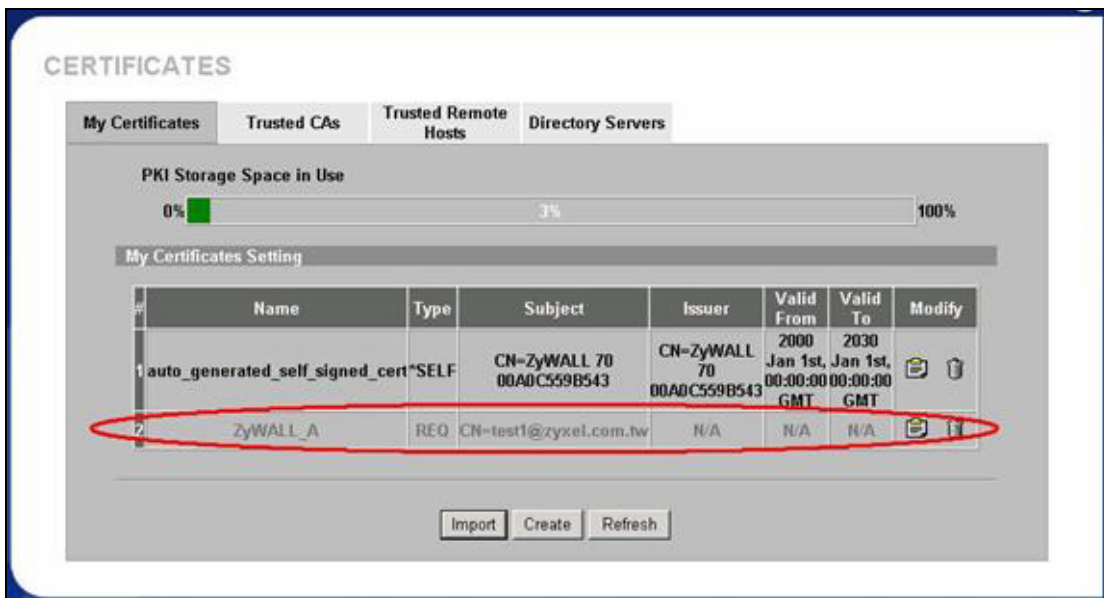 CERTIFICATES
My Certificates
Trusted CAs
Trusted Remote
Hosts
Directory Servers
PKI Storage Space in Use
0%
3%
100%
My Certificates Setting
# Name Type Subject Issuer Valid From Valid To Modify
1 auto_generated_self_signed_cert *SELF CN=ZyWALL 70 00A0C559B543 CN=ZyWALL 70 00A0C559B543 2000 Jan 1st, 00:00:00 GMT 2030 Jan 1st, 00:00:00 GMT
2 ZyWALL_A REQ CN=test1@zyxel.com.tw N/A N/A N/A
Import Create Refresh